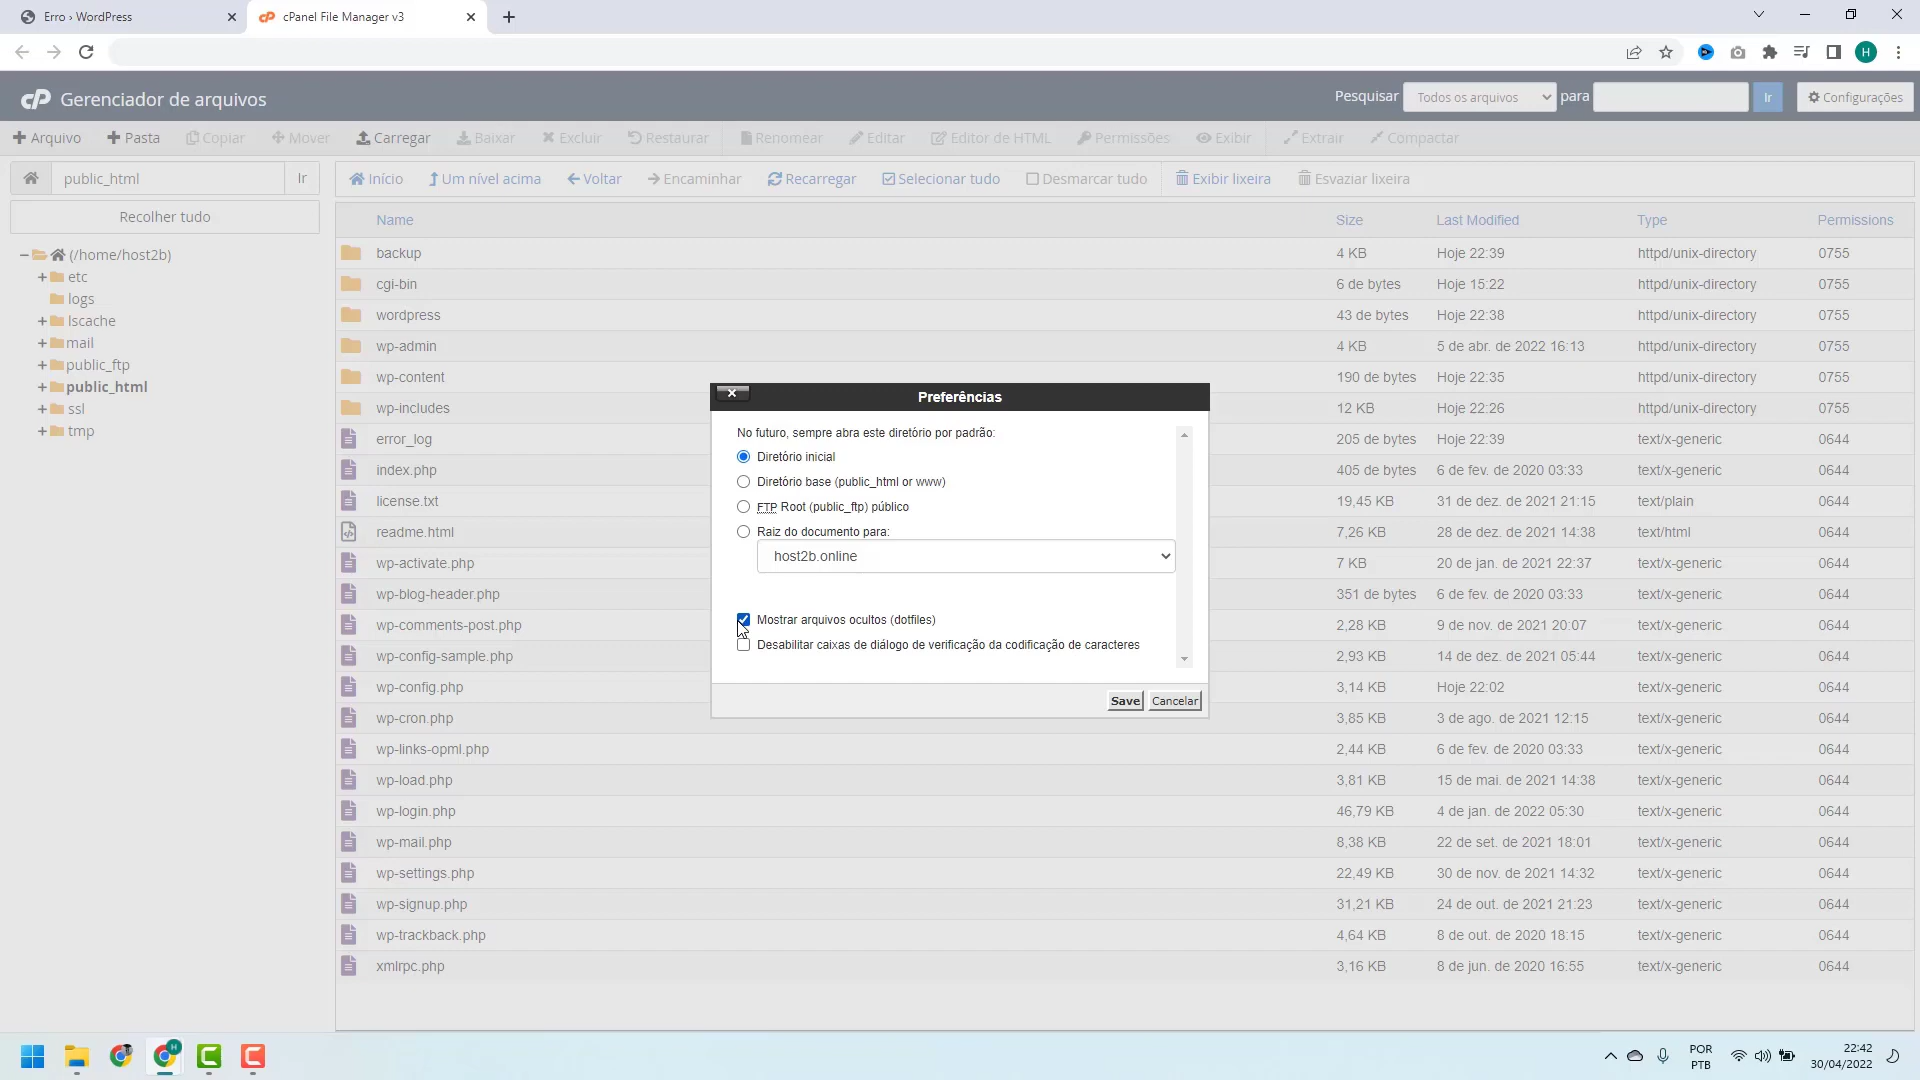 Erro › WordPress
cPanel File Manager v3
H
cP Gerenciador de arquivos
Pesquisar Todos os arquivos para Ir Configurações
Arquivo Pasta Copiar Mover Carregar Baixar Excluir Restaurar Renomear Editar Editor de HTML Permissões Exibir Extrair Compactar
public_html Ir
Início Um nível acima Voltar Encaminhar Recarregar Selecionar tudo Desmarcar tudo Exibir lixeira Esvaziar lixeira
Recolher tudo
(/home/host2b)
etc
logs
lscache
mail
public_ftp
public_html
ssl
tmp
Name Size Last Modified Type Permissions
backup 4 KB Hoje 22:39 httpd/unix-directory 0755
cgi-bin 6 de bytes Hoje 15:22 httpd/unix-directory 0755
wordpress 43 de bytes Hoje 22:38 httpd/unix-directory 0755
wp-admin 4 KB 5 de abr. de 2022 16:13 httpd/unix-directory 0755
wp-content 190 de bytes Hoje 22:35 httpd/unix-directory 0755
wp-includes 12 KB Hoje 22:26 httpd/unix-directory 0755
error_log 205 de bytes Hoje 22:39 text/x-generic 0644
index.php 405 de bytes 6 de fev. de 2020 03:33 text/x-generic 0644
license.txt 19,45 KB 31 de dez. de 2021 21:15 text/plain 0644
readme.html 7,26 KB 28 de dez. de 2021 14:38 text/html 0644
wp-activate.php 7 KB 20 de jan. de 2021 22:37 text/x-generic 0644
wp-blog-header.php 351 de bytes 6 de fev. de 2020 03:33 text/x-generic 0644
wp-comments-post.php 2,28 KB 9 de nov. de 2021 20:07 text/x-generic 0644
wp-config-sample.php 2,93 KB 14 de dez. de 2021 05:44 text/x-generic 0644
wp-config.php 3,14 KB Hoje 22:02 text/x-generic 0644
wp-cron.php 3,85 KB 3 de ago. de 2021 12:15 text/x-generic 0644
wp-links-opml.php 2,44 KB 6 de fev. de 2020 03:33 text/x-generic 0644
wp-load.php 3,81 KB 15 de mai. de 2021 14:38 text/x-generic 0644
wp-login.php 46,79 KB 4 de jan. de 2022 05:30 text/x-generic 0644
wp-mail.php 8,38 KB 22 de set. de 2021 18:01 text/x-generic 0644
wp-settings.php 22,49 KB 30 de nov. de 2021 14:32 text/x-generic 0644
wp-signup.php 31,21 KB 24 de out. de 2021 21:23 text/x-generic 0644
wp-trackback.php 4,64 KB 8 de out. de 2020 18:15 text/x-generic 0644
xmlrpc.php 3,16 KB 8 de jun. de 2020 16:55 text/x-generic 0644
Preferências
No futuro, sempre abra este diretório por padrão:
Diretório inicial
Diretório base (public_html or www)
FTP Root (public_ftp) público
Raiz do documento para:
host2b.online
Mostrar arquivos ocultos (dotfiles)
Desabilitar caixas de diálogo de verificação da codificação de caracteres
Save Cancelar
H
POR
PTB
22:42
30/04/2022